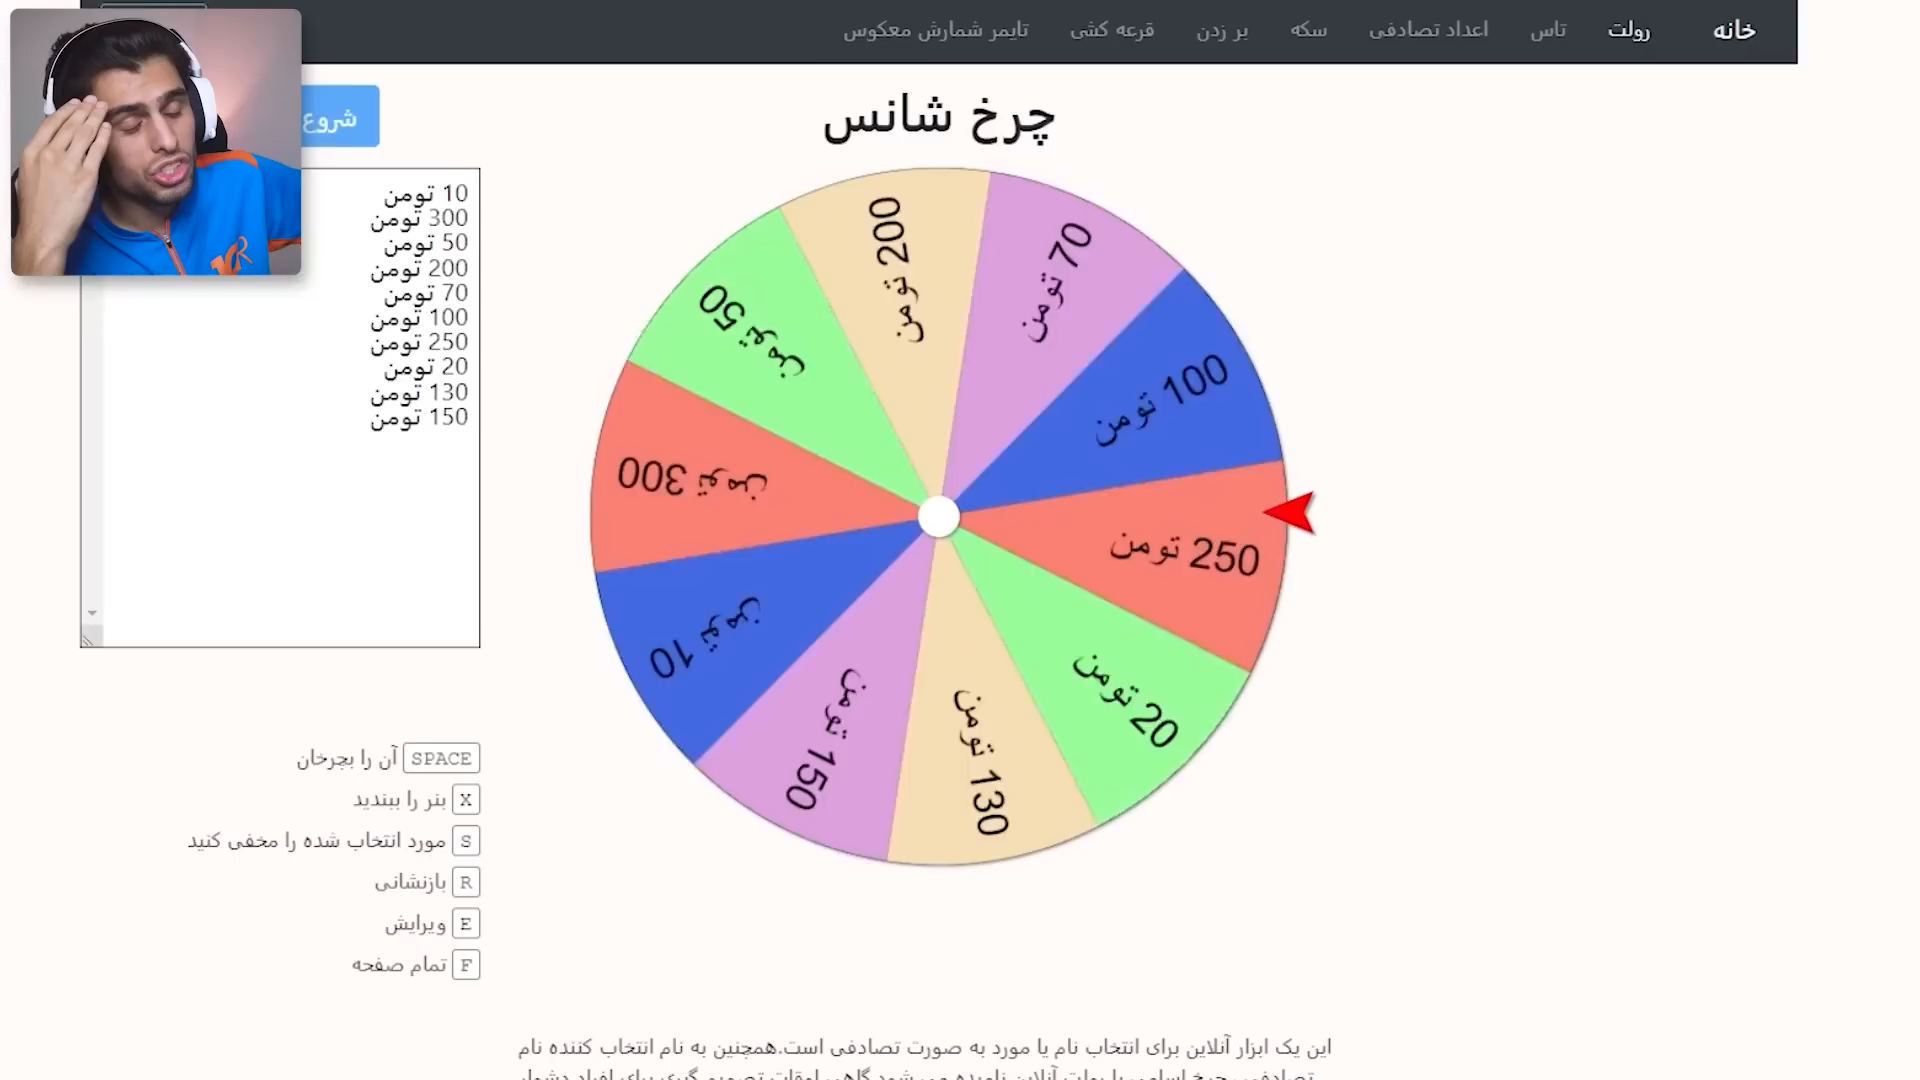 خانه
رولت
تاس
اعداد تصادفی
سکه
بر زدن
قرعه کشی
تایمر شمارش معکوس
شروع
چرخ شانس
10 تومن
300 تومن
50 تومن
200 تومن
70 تومن
100 تومن
250 تومن
20 تومن
130 تومن
150 تومن
200 تومن
70 تومن
100 تومن
250 تومن
20 تومن
130 تومن
150 تومن
10 تومن
300 تومن
50 تومن
SPACE آن را بچرخان
X بنر را ببندید
S مورد انتخاب شده را مخفی کنید
R بازنشانی
E ویرایش
F تمام صفحه
این یک ابزار آنلاین برای انتخاب نام یا مورد به صورت تصادفی است.همچنین به نام انتخاب کننده نام